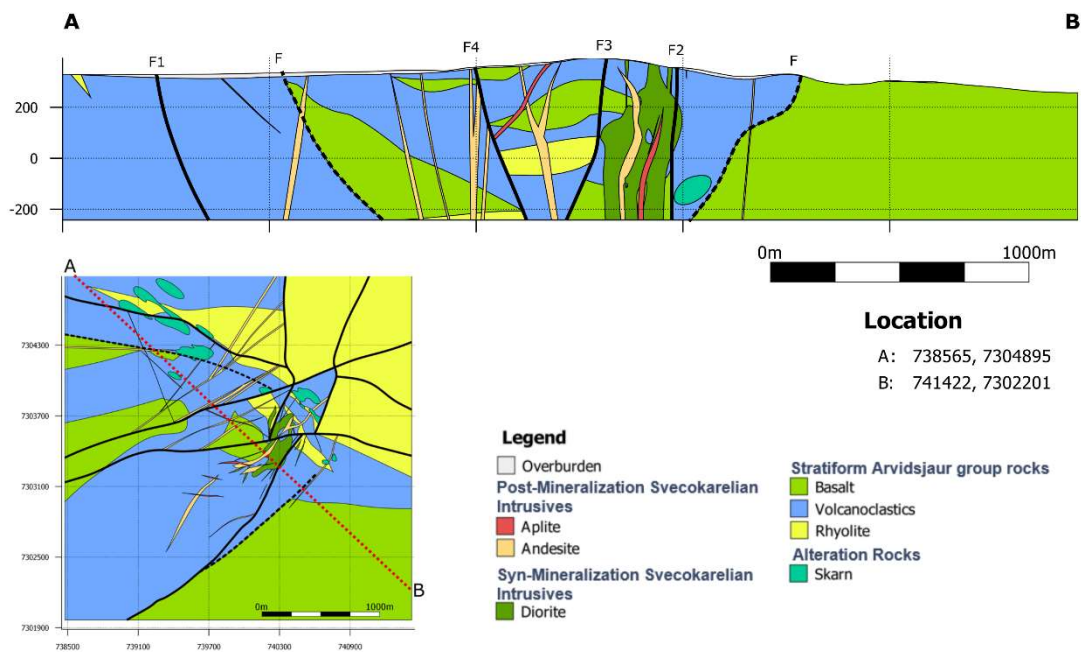 A
B
F1
F
F4
F3
F2
F
200
0
-200
0m
1000m
A
7304300
7303700
7303100
7302500
7301900
738500
739100
739700
740300
740900
B
0m
1000m
Location
A: 738565, 7304895
B: 741422, 7302201
Legend
Overburden
Post-Mineralization Svecokarelian
Intrusives
Aplite
Andesite
Syn-Mineralization Svecokarelian
Intrusives
Diorite
Stratiform Arvidsjaur group rocks
Basalt
Volcanoclastics
Rhyolite
Alteration Rocks
Skarn